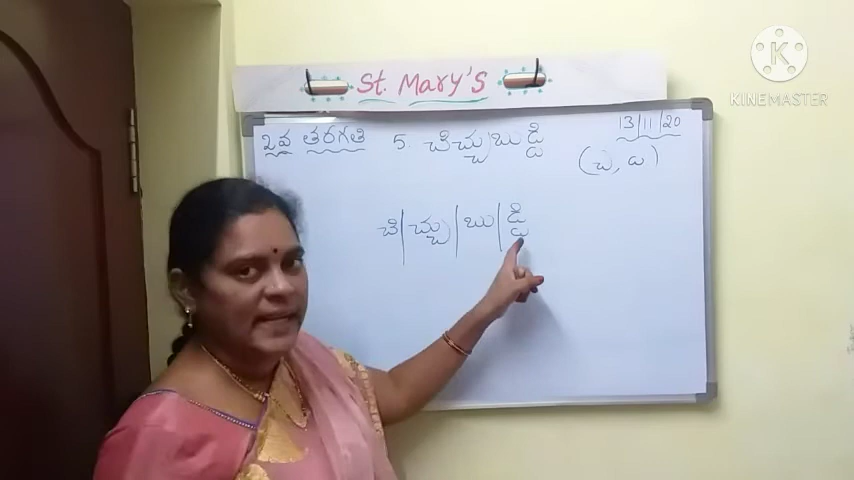 St. Mary's
13/11/20
2వ తరగతి 5. చిచ్చుబుడ్డి
(చ, డ)
చి|చ్చు|బు|డ్డి
KINEMASTER